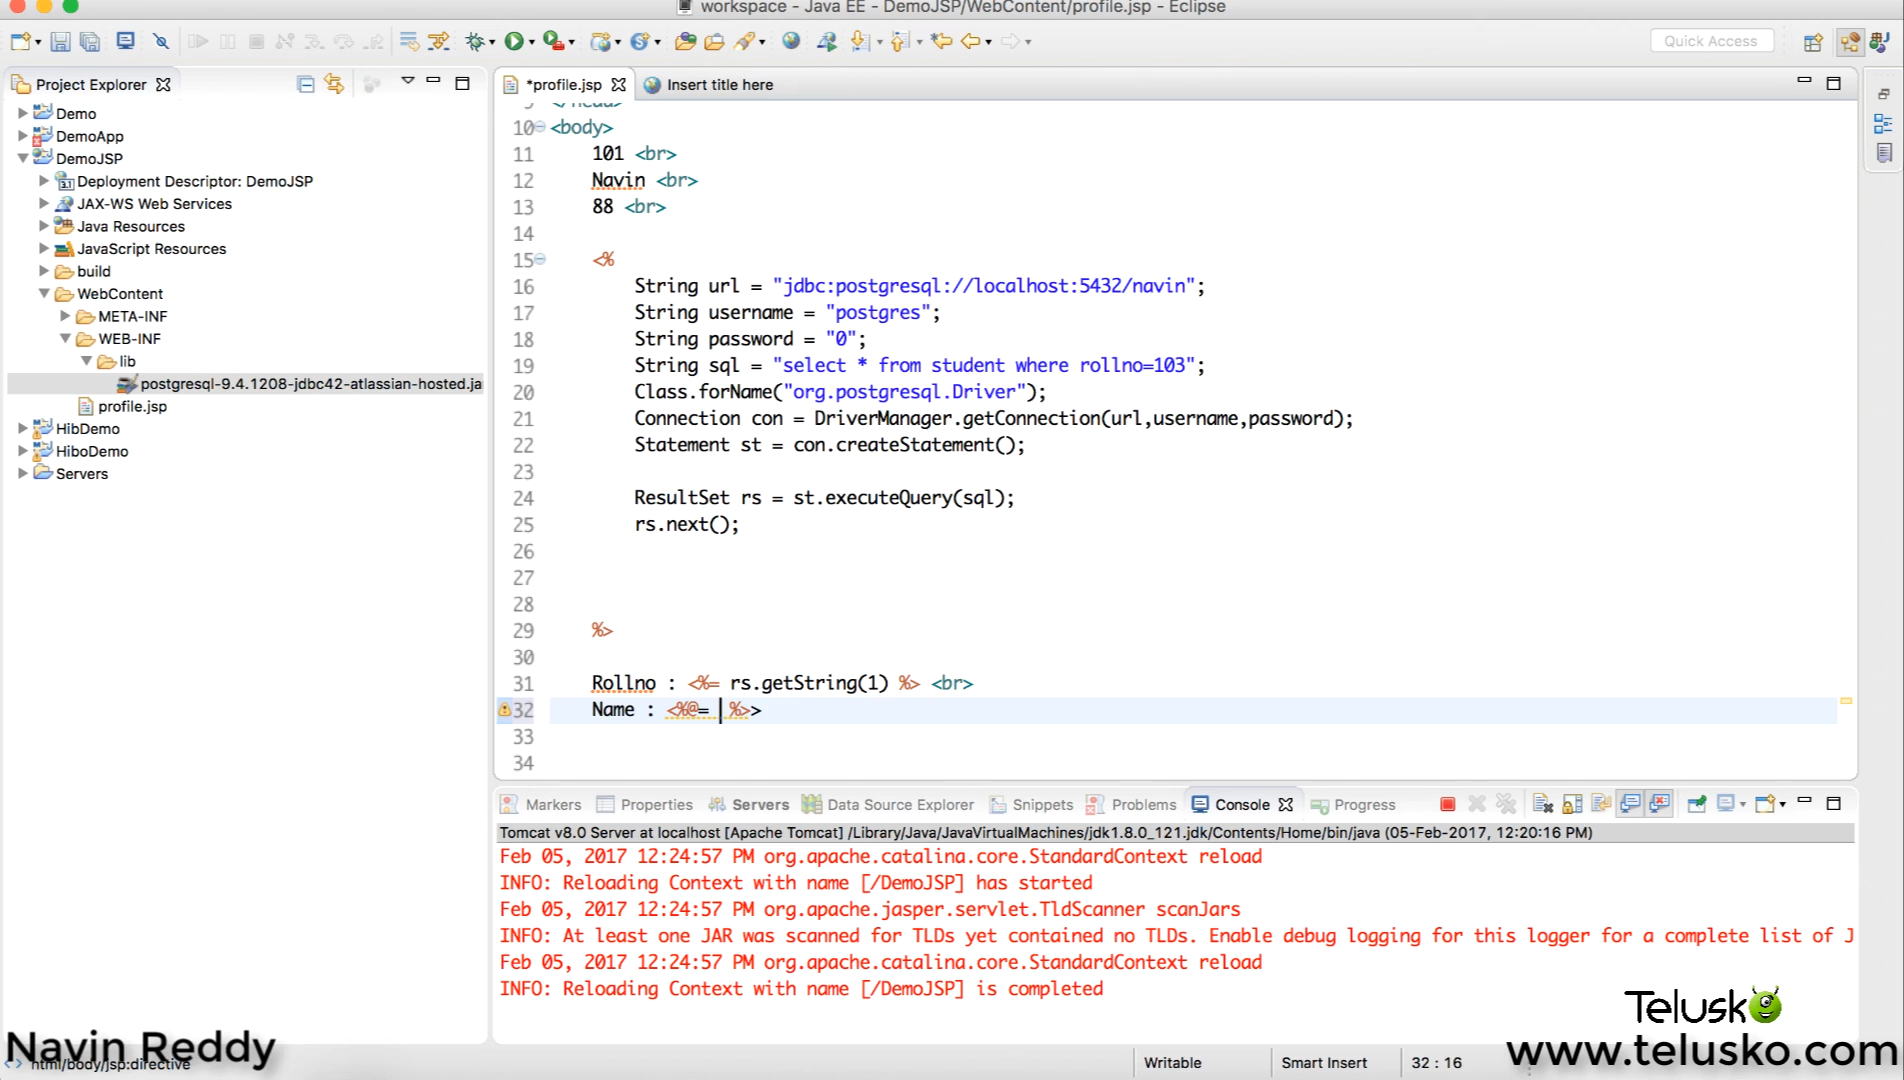 workspace - Java EE - DemoJSP/WebContent/profile.jsp - Eclipse
Quick Access
Project Explorer
Demo
DemoApp
DemoJSP
Deployment Descriptor: DemoJSP
JAX-WS Web Services
Java Resources
JavaScript Resources
build
WebContent
META-INF
WEB-INF
lib
postgresql-9.4.1208-jdbc42-atlassian-hosted.ja
profile.jsp
HibDemo
HiboDemo
Servers
*profile.jsp
Insert title here
9 </head>
10 <body>
11 101 <br>
12 Navin <br>
13 88 <br>
14
15 <%
16 String url = "jdbc:postgresql://localhost:5432/navin";
17 String username = "postgres";
18 String password = "0";
19 String sql = "select * from student where rollno=103";
20 Class.forName("org.postgresql.Driver");
21 Connection con = DriverManager.getConnection(url,username,password);
22 Statement st = con.createStatement();
23
24 ResultSet rs = st.executeQuery(sql);
25 rs.next();
26
27
28
29 %>
30
31 Rollno : <%= rs.getString(1) %> <br>
32 Name : <%@= %>>
33
34
Markers Properties Servers Data Source Explorer Snippets Problems Console Progress
Tomcat v8.0 Server at localhost [Apache Tomcat] /Library/Java/JavaVirtualMachines/jdk1.8.0_121.jdk/Contents/Home/bin/java (05-Feb-2017, 12:20:16 PM)
Feb 05, 2017 12:24:57 PM org.apache.catalina.core.StandardContext reload
INFO: Reloading Context with name [/DemoJSP] has started
Feb 05, 2017 12:24:57 PM org.apache.jasper.servlet.TldScanner scanJars
INFO: At least one JAR was scanned for TLDs yet contained no TLDs. Enable debug logging for this logger for a complete list of J
Feb 05, 2017 12:24:57 PM org.apache.catalina.core.StandardContext reload
INFO: Reloading Context with name [/DemoJSP] is completed
Telusko
Navin Reddy
www.telusko.com
html/body/jsp:directive
Writable
Smart Insert
32 : 16